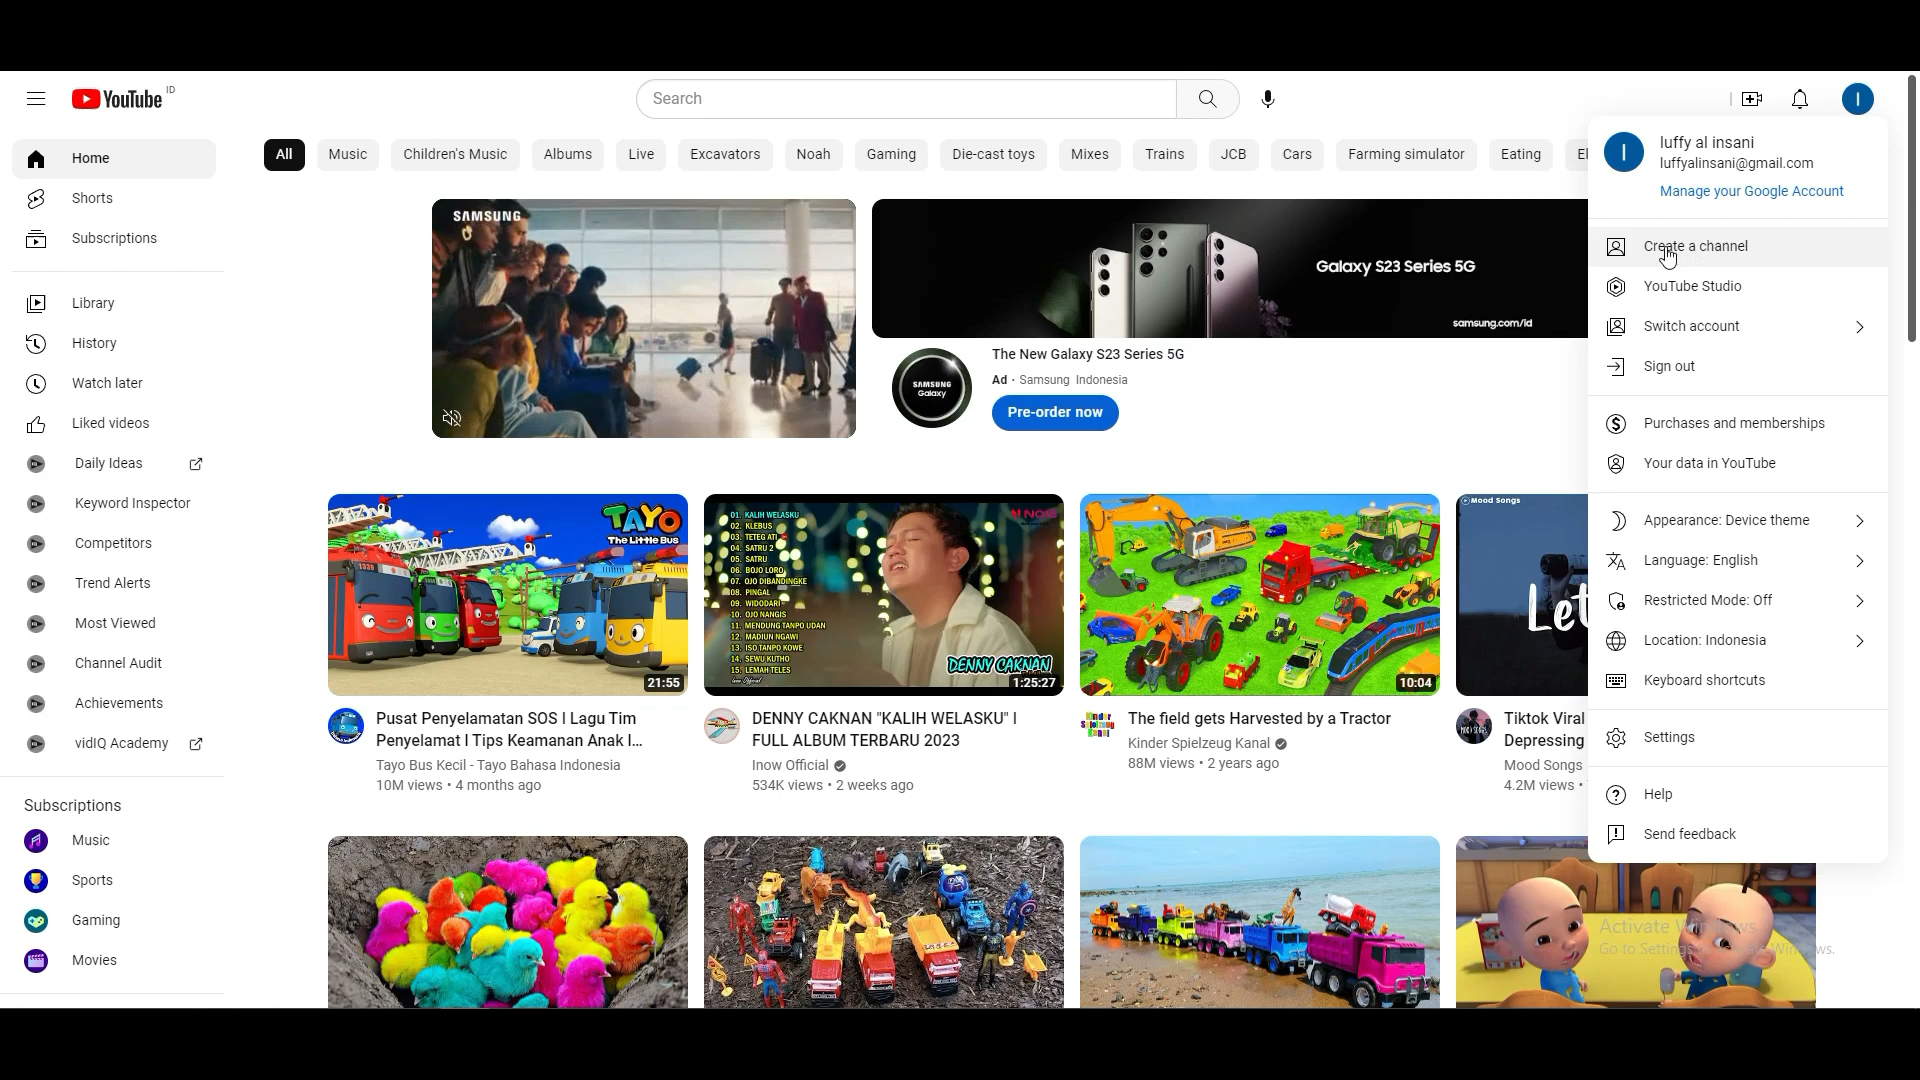 YouTube ID
Search
I
Home
Shorts
Subscriptions
Library
History
Watch later
Liked videos
Daily Ideas
Keyword Inspector
Competitors
Trend Alerts
Most Viewed
Channel Audit
Achievements
vidIQ Academy
Subscriptions
Music
Sports
Gaming
Movies
All
Music
Children's Music
Albums
Live
Excavators
Noah
Gaming
Die-cast toys
Mixes
Trains
JCB
Cars
Farming simulator
Eating
SAMSUNG
Galaxy S23 Series 5G
samsung.com/id
SAMSUNG
Galaxy
The New Galaxy S23 Series 5G
Ad · Samsung Indonesia
Pre-order now
TAYO
THE LITTLE BUS
21:55
Pusat Penyelamatan SOS l Lagu Tim
Penyelamat l Tips Keamanan Anak l...
Tayo Bus Kecil - Tayo Bahasa Indonesia
10M views • 4 months ago
01. KALIH WELASKU
02. KLEBUS
03. TETEG ATI
04. SATRU 2
05. SATRU
06. BOJO LORO
07. OJO DIBANDINGKE
08. PINGAL
09. WIDODARI
10. OJO NANGIS
11. MENDUNG TANPO UDAN
12. MADIUN NGAWI
13. ISO TANPO KOWE
14. SEWU KUTHO
15. LEMAH TELES
DENNY CAKNAN
1:25:27
DENNY CAKNAN "KALIH WELASKU" l
FULL ALBUM TERBARU 2023
Inow Official
534K views • 2 weeks ago
10:04
The field gets Harvested by a Tractor
Kinder Spielzeug Kanal
88M views • 2 years ago
Mood Songs
Let
Tiktok Viral
Depressing
Mood Songs
4.2M views •
I
luffy al insani
luffyalinsani@gmail.com
Manage your Google Account
Create a channel
YouTube Studio
Switch account
Sign out
Purchases and memberships
Your data in YouTube
Appearance: Device theme
Language: English
Restricted Mode: Off
Location: Indonesia
Keyboard shortcuts
Settings
Help
Send feedback
Activate Windows
Go to Settings to activate Windows.